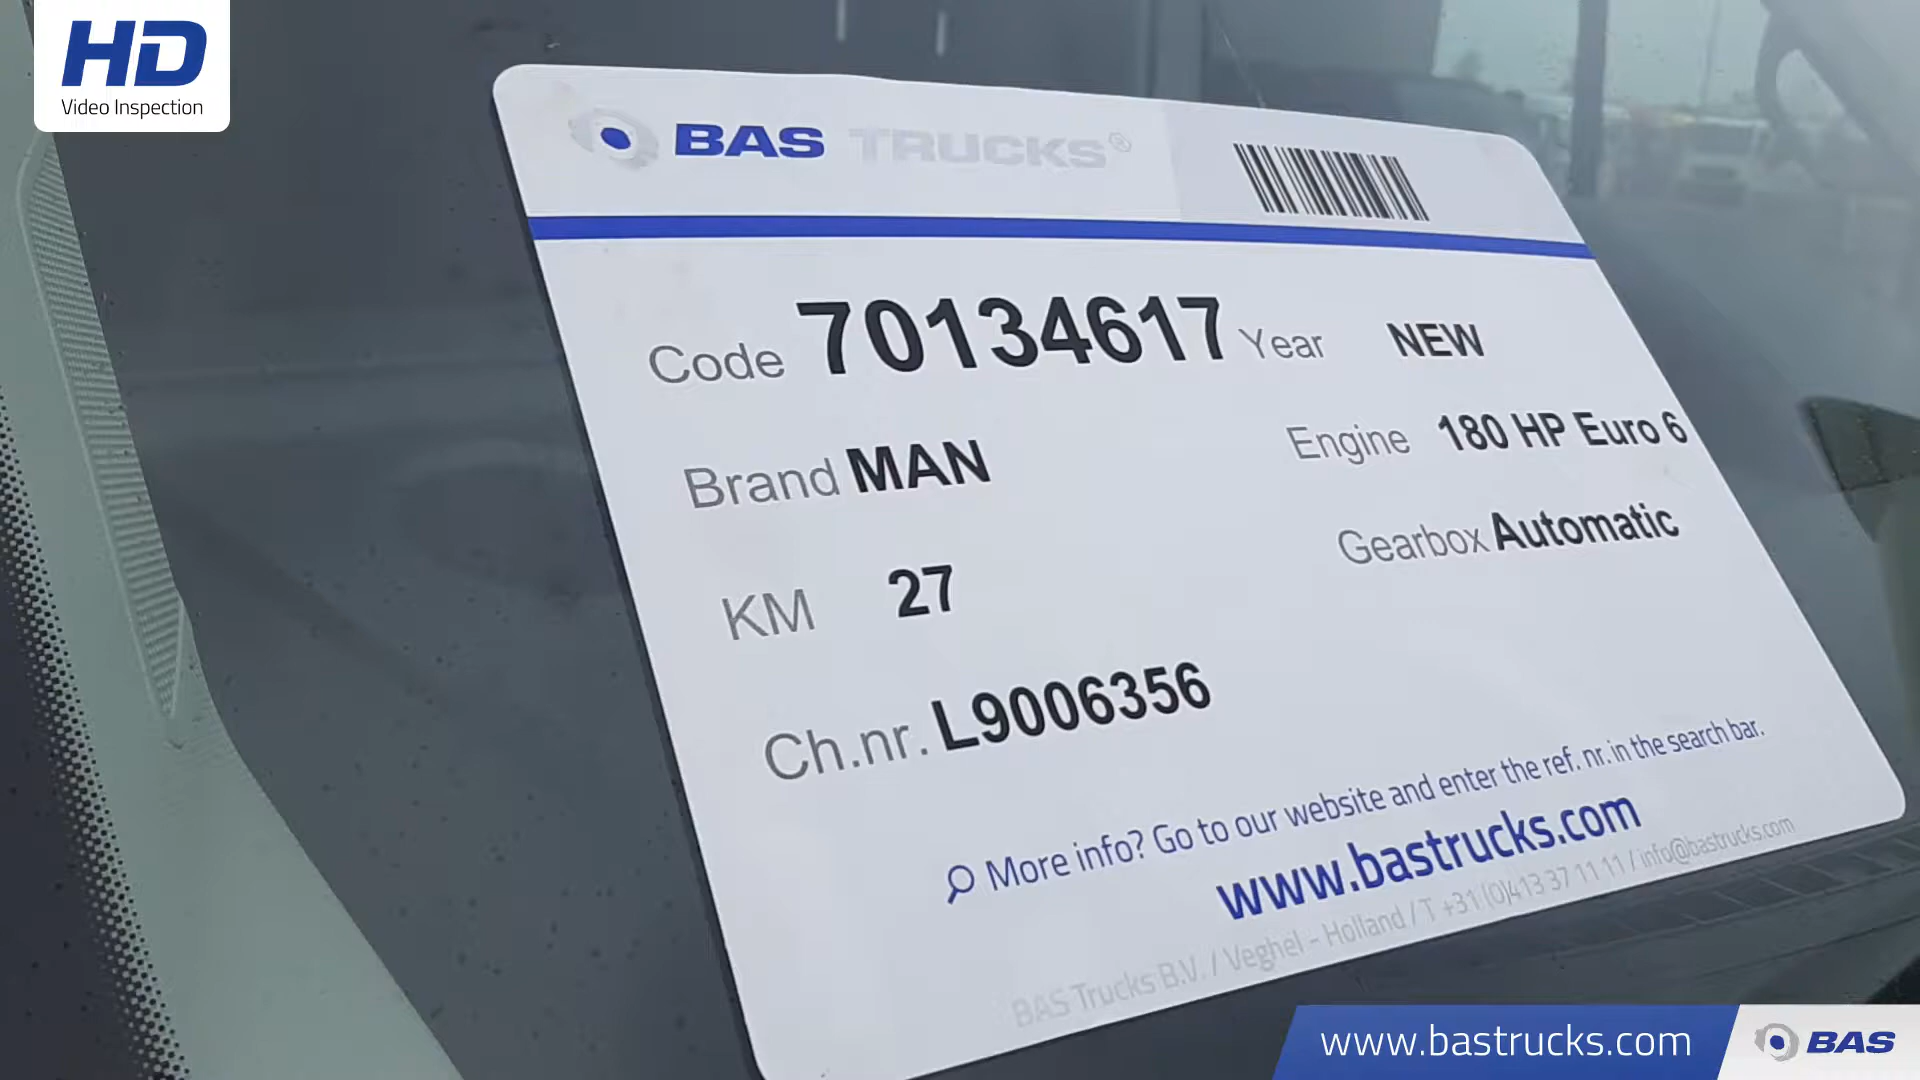 HD
Video Inspection
BAS TRUCKS®
Code 70134617 Year NEW
Brand MAN Engine 180 HP Euro 6
KM 27 Gearbox Automatic
Ch.nr. L9006356
More info? Go to our website and enter the ref. nr. in the search bar.
www.bastrucks.com
BAS Trucks B.V. / Veghel - Holland / T +31 (0)413 37 11 11 / info@bastrucks.com
www.bastrucks.com BAS